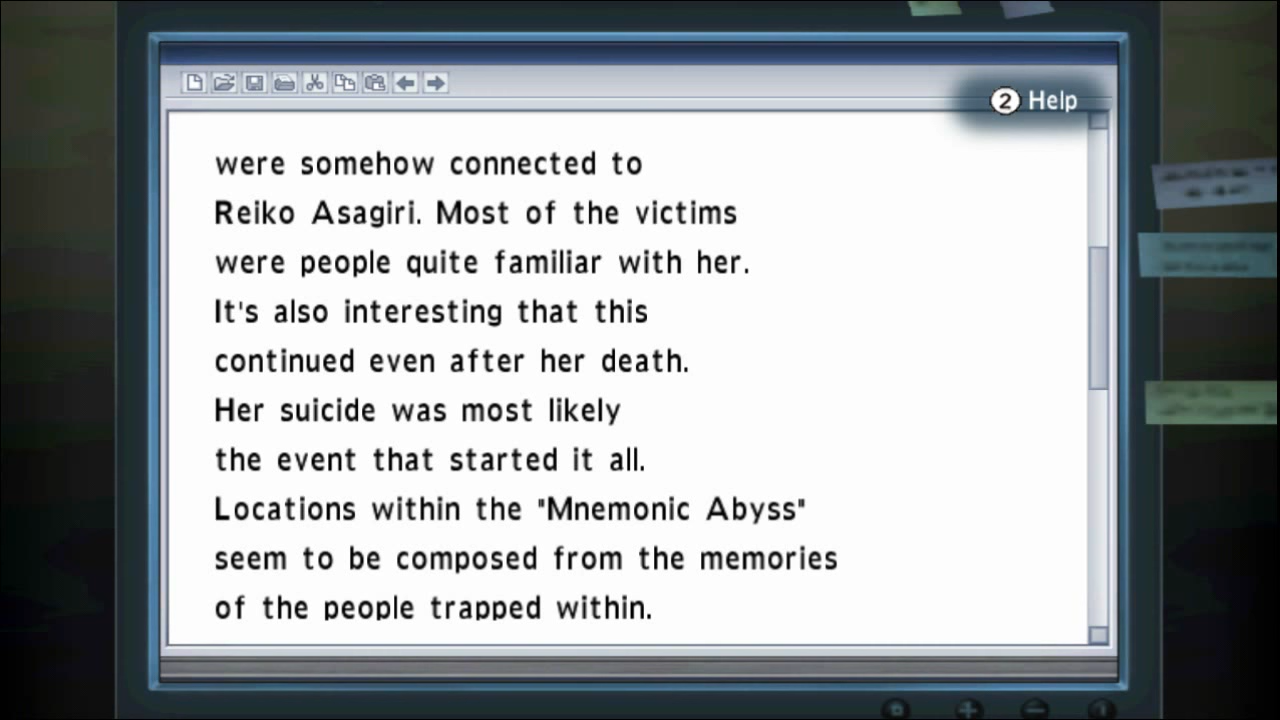 2 Help
were somehow connected to
Reiko Asagiri. Most of the victims
were people quite familiar with her.
It's also interesting that this
continued even after her death.
Her suicide was most likely
the event that started it all.
Locations within the "Mnemonic Abyss"
seem to be composed from the memories
of the people trapped within.